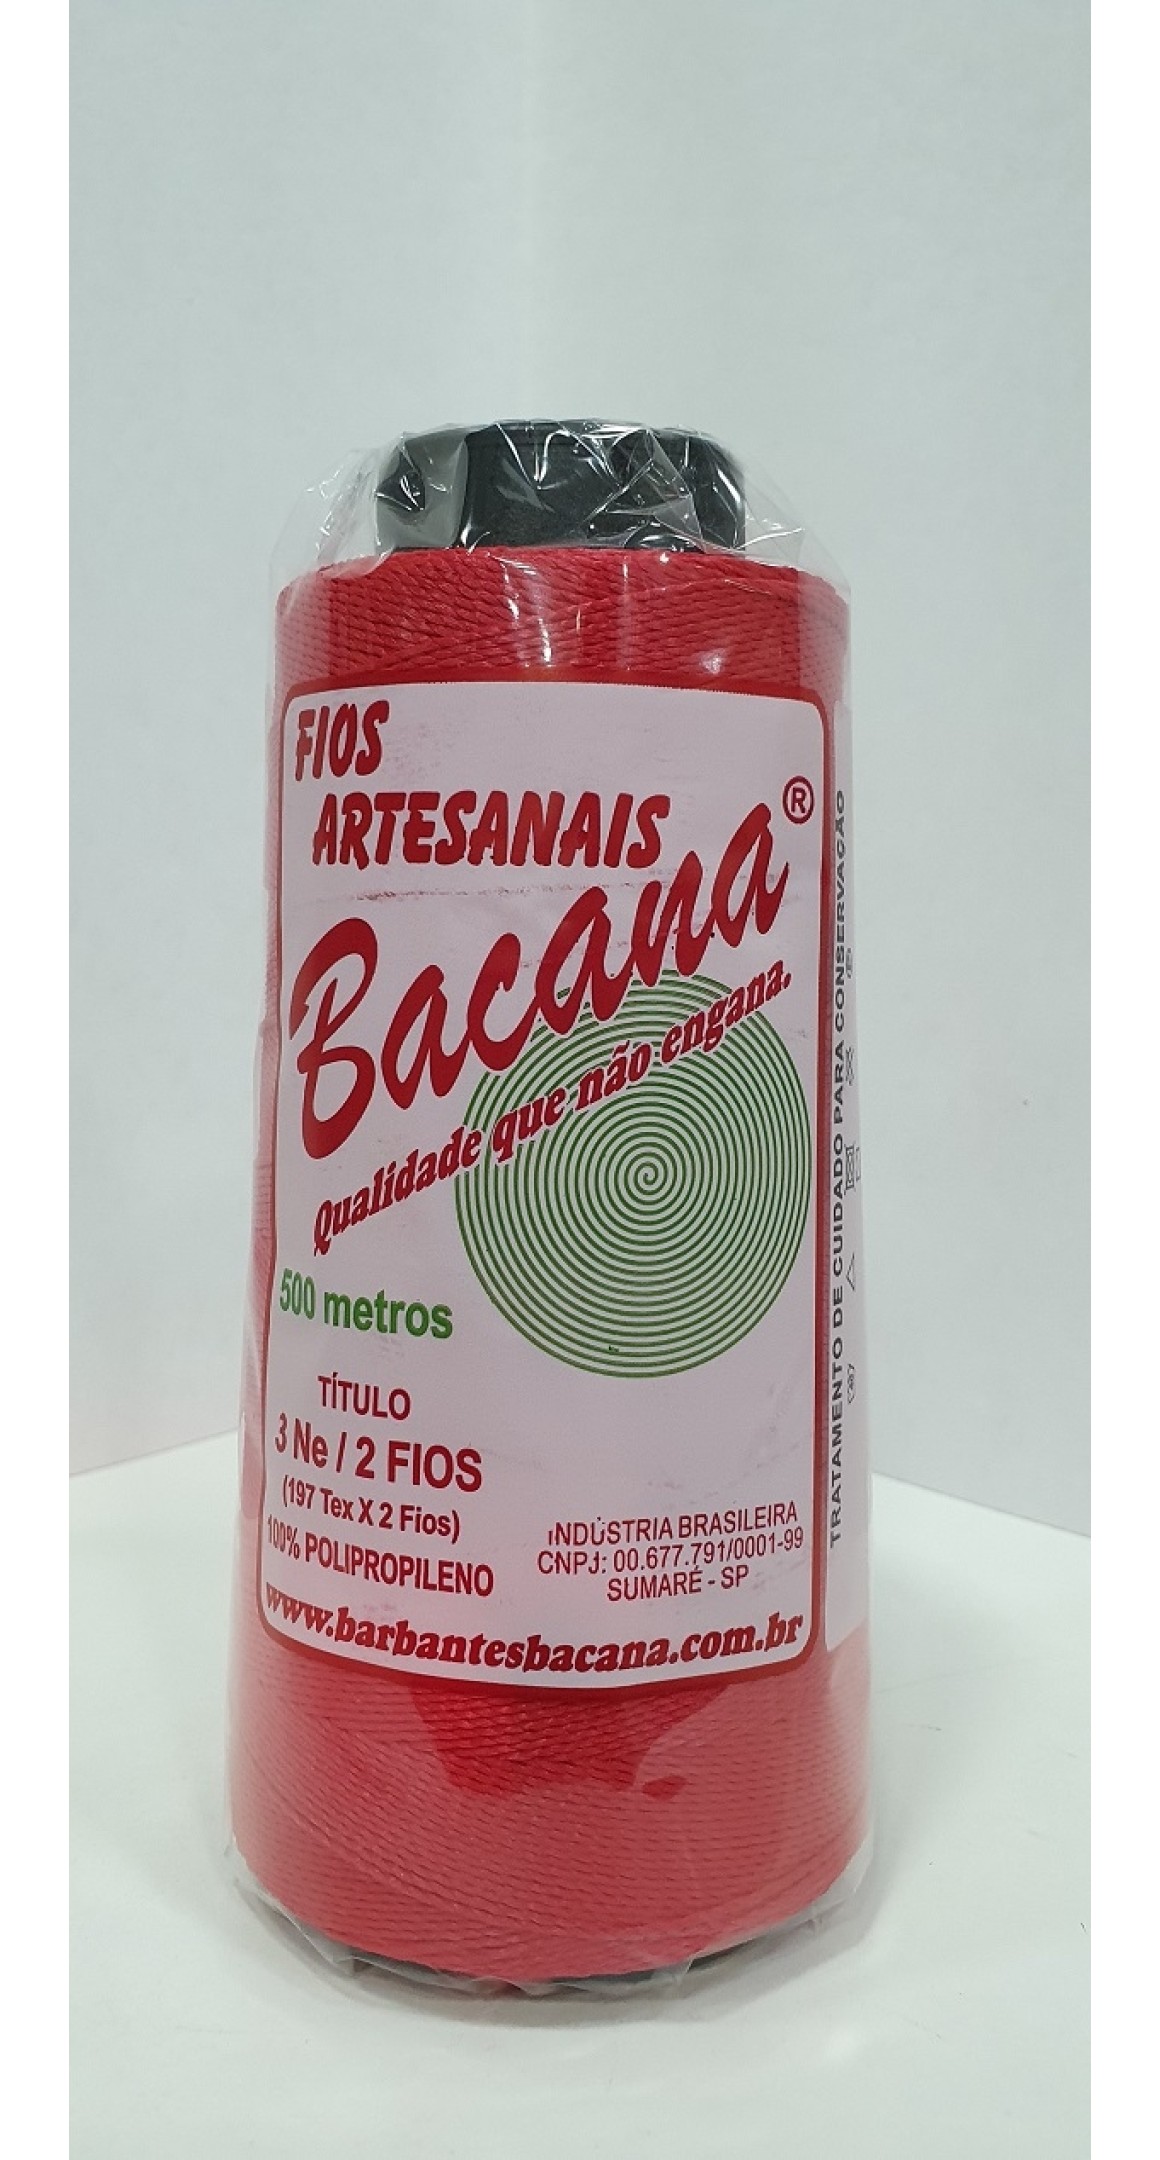 FIOS
ARTESANAIS
Bacana®
Qualidade que não engana.
500 metros
TÍTULO
3 Ne / 2 FIOS
(197 Tex X 2 Fios)
100% POLIPROPILENO
INDÚSTRIA BRASILEIRA
CNPJ: 00.677.791/0001-99
SUMARÉ - SP
www.barbantesbacana.com.br
TRATAMENTO DE CUIDADO PARA CONSERVAÇÃO